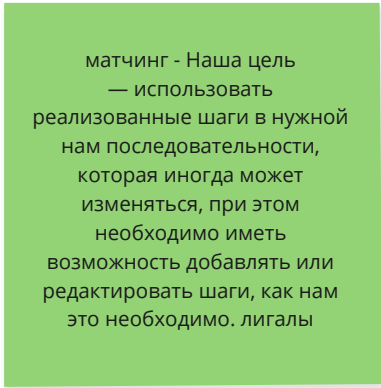 матчинг - Наша цель
— использовать
реализованные шаги в нужной
нам последовательности,
которая иногда может
изменяться, при этом
необходимо иметь
возможность добавлять или
редактировать шаги, как нам
это необходимо. лигалы